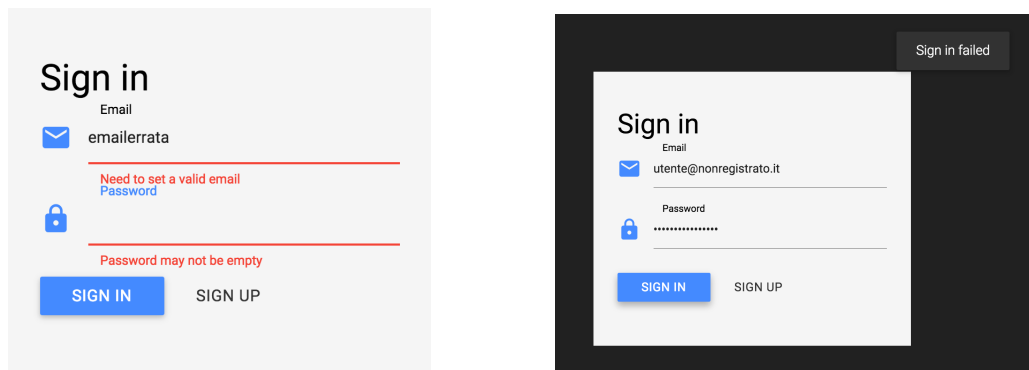 Sign in
Email
emailerrata
Need to set a valid email
Password
Password may not be empty
SIGN IN SIGN UP
Sign in failed
Sign in
Email
utente@nonregistrato.it
Password
••••••••••••••••
SIGN IN SIGN UP